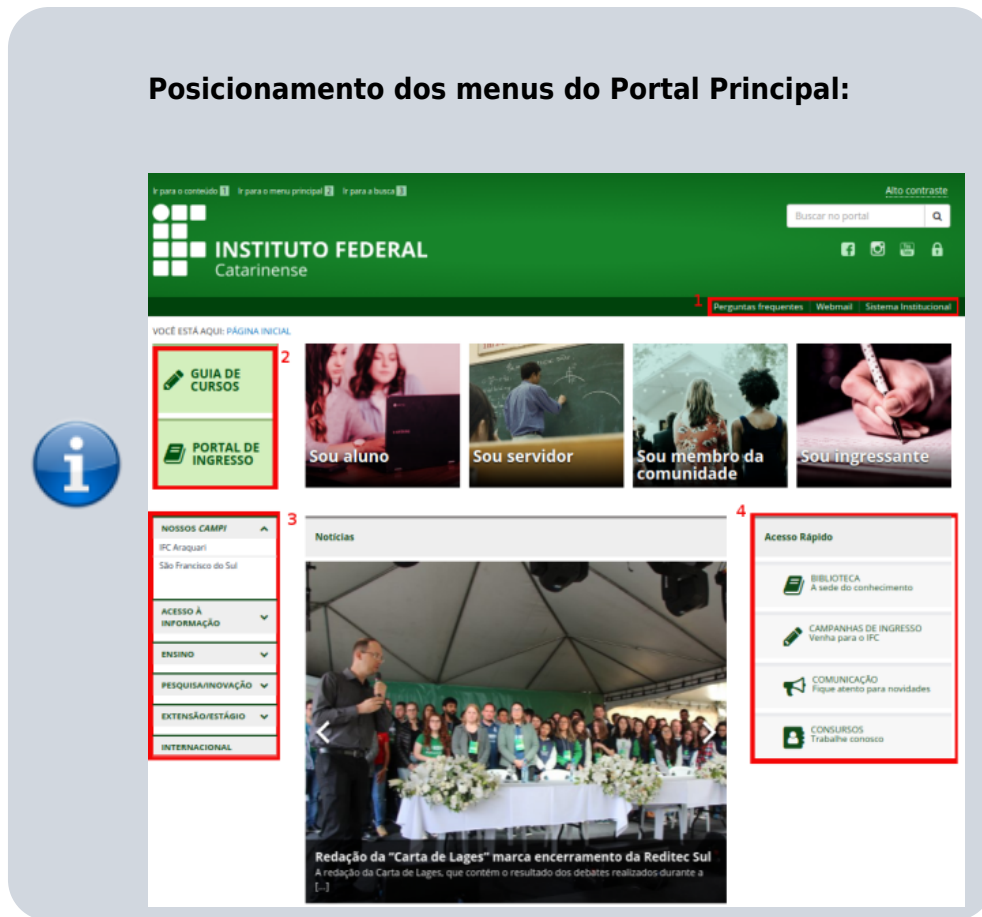 Posicionamento dos menus do Portal Principal:
Ir para o conteúdo 1 Ir para o menu principal 2 Ir para a busca 3
Alto contraste
Buscar no portal
INSTITUTO FEDERAL
Catarinense
1
Perguntas frequentes Webmail Sistema Institucional
VOCÊ ESTÁ AQUI: PÁGINA INICIAL
2
GUIA DE
CURSOS
PORTAL DE
INGRESSO
Sou aluno
Sou servidor
Sou membro da
comunidade
Sou ingressante
3
NOSSOS CAMPI
IFC Araquari
São Francisco do Sul
ACESSO À
INFORMAÇÃO
ENSINO
PESQUISA/INOVAÇÃO
EXTENSÃO/ESTÁGIO
INTERNACIONAL
Notícias
Redação da “Carta de Lages” marca encerramento da Reditec Sul
A redação da Carta de Lages, que contém o resultado dos debates realizados durante a
[...]
4
Acesso Rápido
BIBLIOTECA
A sede do conhecimento
CAMPANHAS DE INGRESSO
Venha para o IFC
COMUNICAÇÃO
Fique atento para novidades
CONSURSOS
Trabalhe conosco